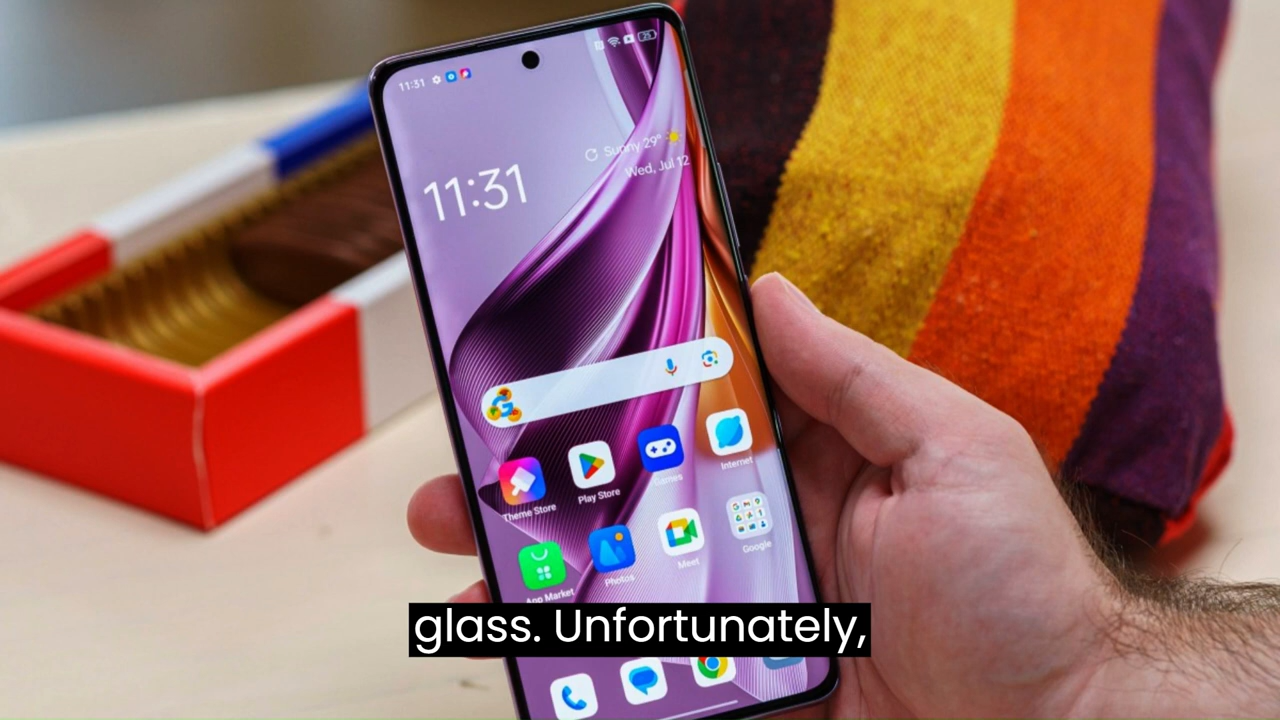 11:31
11:31
Sunny 29°
Wed, Jul 12
Theme Store
Play Store
Games
Internet
App Market
Photos
Meet
Google
glass. Unfortunately,